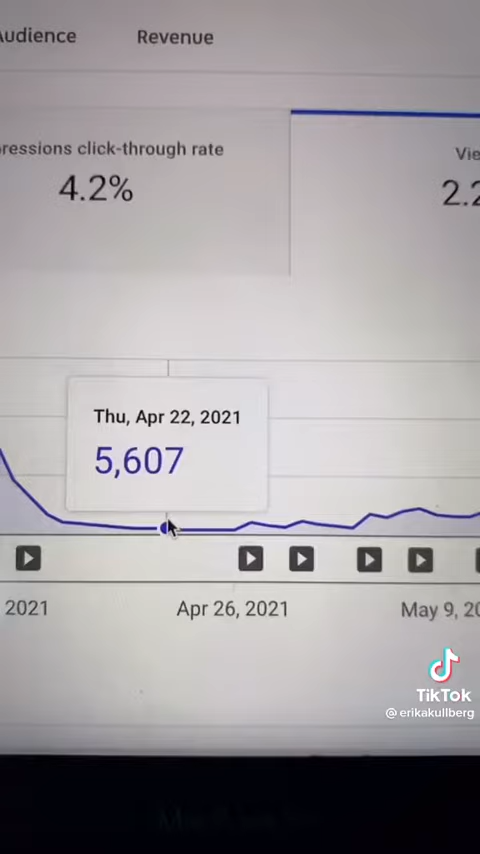 Audience Revenue
ressions click-through rate
Vie
4.2%
2.2
Thu, Apr 22, 2021
5,607
2021 Apr 26, 2021 May 9, 20
TikTok
@erikakullberg